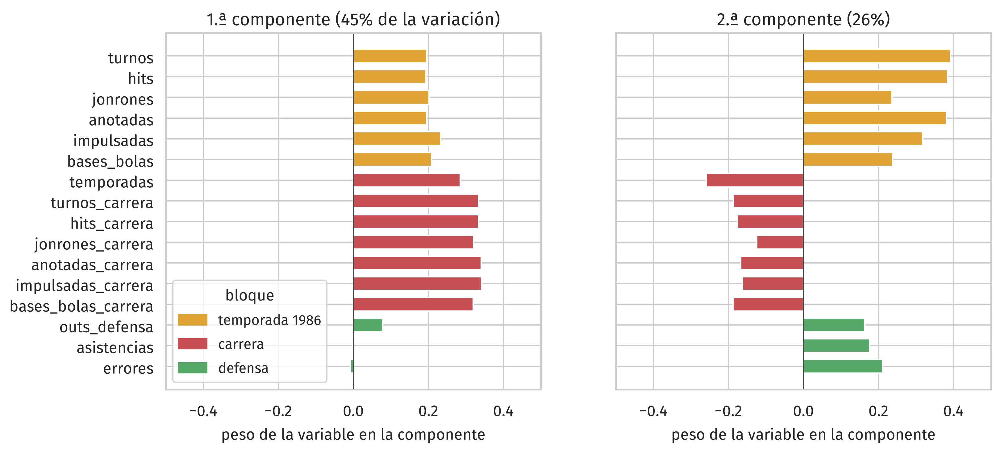 1.ª componente (45% de la variación)
2.ª componente (26%)
turnos
hits
jonrones
anotadas
impulsadas
bases_bolas
temporadas
turnos_carrera
hits_carrera
jonrones_carrera
anotadas_carrera
impulsadas_carrera
bases_bolas_carrera
outs_defensa
asistencias
errores
bloque
temporada 1986
carrera
defensa
−0.4 −0.2 0.0 0.2 0.4
−0.4 −0.2 0.0 0.2 0.4
peso de la variable en la componente
peso de la variable en la componente